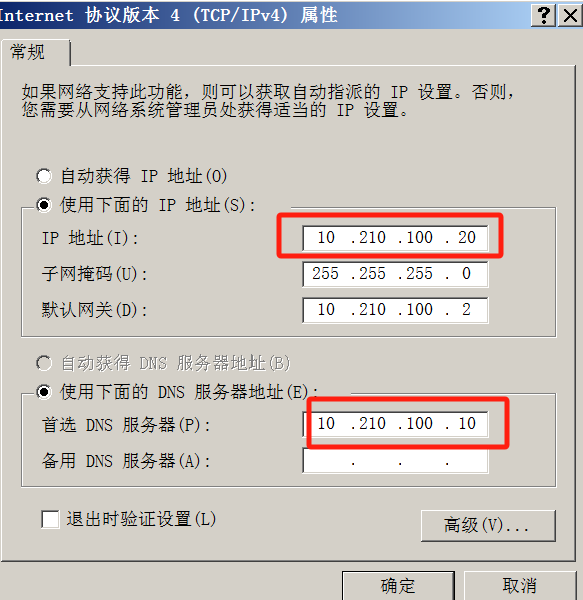 Internet 协议版本 4 (TCP/IPv4) 属性
常规
如果网络支持此功能，则可以获取自动指派的 IP 设置。否则，
您需要从网络系统管理员处获得适当的 IP 设置。
自动获得 IP 地址(O)
使用下面的 IP 地址(S):
IP 地址(I): 10 .210 .100 . 20
子网掩码(U): 255 .255 .255 . 0
默认网关(D): 10 .210 .100 . 2
自动获得 DNS 服务器地址(B)
使用下面的 DNS 服务器地址(E):
首选 DNS 服务器(P): 10 .210 .100 . 10
备用 DNS 服务器(A): . . .
退出时验证设置(L)
高级(V)...
确定 取消